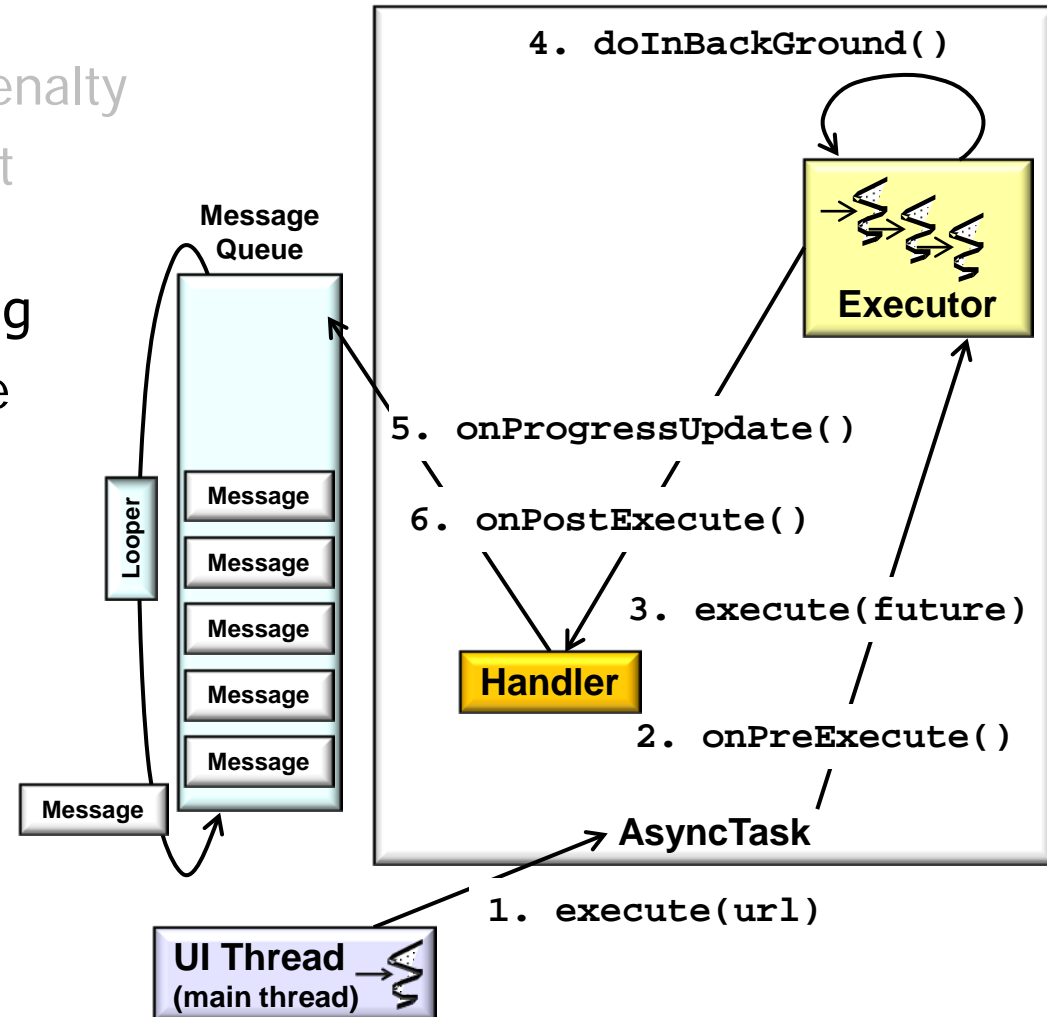 4. doInBackGround()
enalty
t
Message
Queue
g
e
Executor
5. onProgressUpdate()
Message
6. onPostExecute()
Looper
Message
Message
3. execute(future)
Handler
Message
2. onPreExecute()
Message
Message
AsyncTask
1. execute(url)
UI Thread
(main thread)